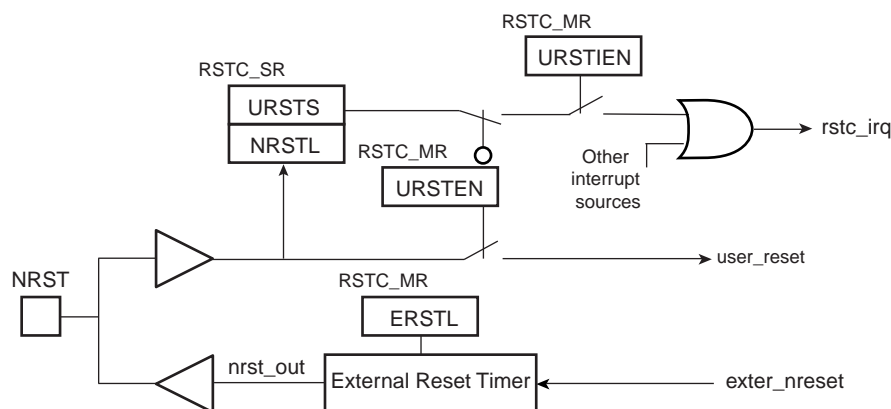 RSTC_MR
URSTIEN
RSTC_SR
URSTS
NRSTL
rstc_irq
RSTC_MR
Other
interrupt
sources
URSTEN
user_reset
NRST
RSTC_MR
ERSTL
nrst_out
External Reset Timer
exter_nreset